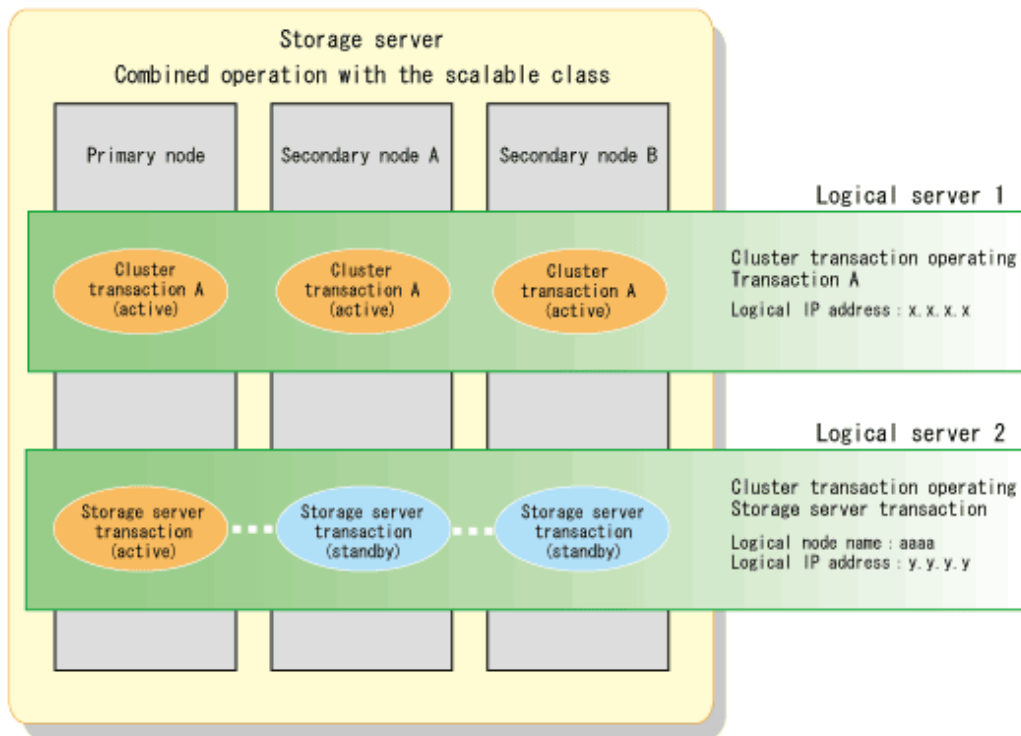 Storage server
Combined operation with the scalable class
Primary node
Secondary node A
Secondary node B
Logical server 1
Cluster
transaction A
(active)
Cluster
transaction A
(active)
Cluster
transaction A
(active)
Cluster transaction operating
Transaction A
Logical IP address : x.x.x.x
Logical server 2
Storage server
transaction
(active)
Storage server
transaction
(standby)
Storage server
transaction
(standby)
Cluster transaction operating
Storage server transaction
Logical node name : aaaa
Logical IP address : y.y.y.y